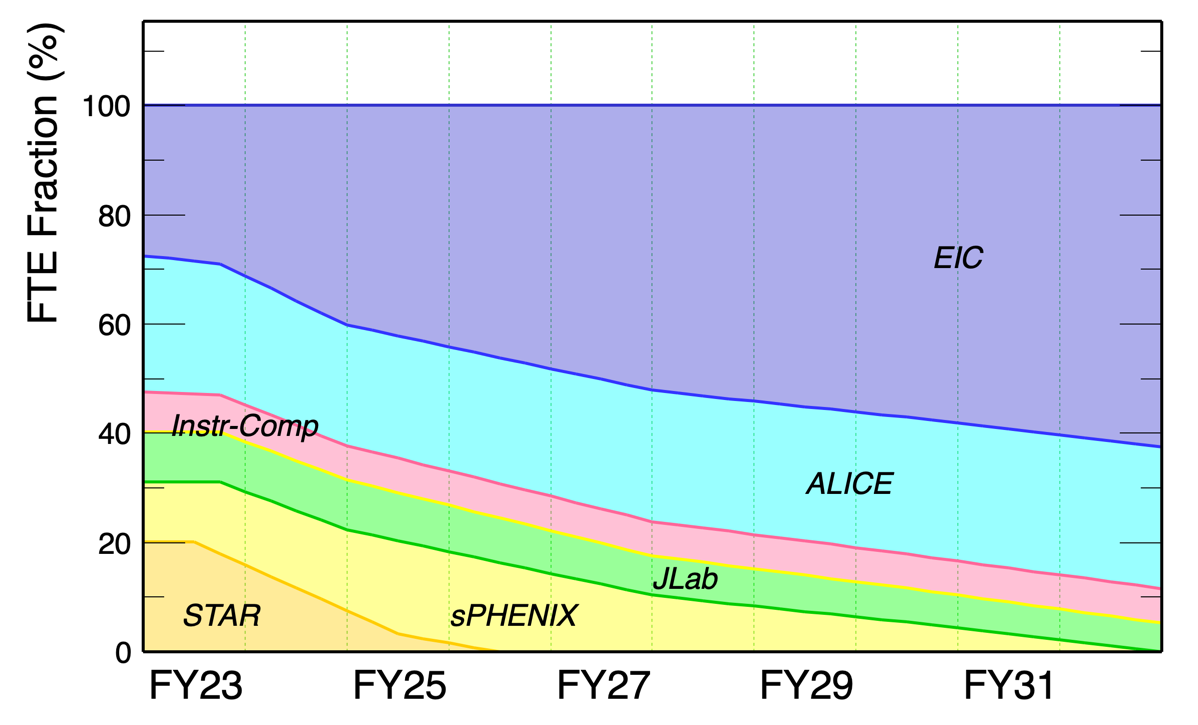 FTE Fraction (%)
100
80
60
40
20
0
EIC
ALICE
Instr-Comp
JLab
sPHENIX
STAR
FY23 FY25 FY27 FY29 FY31